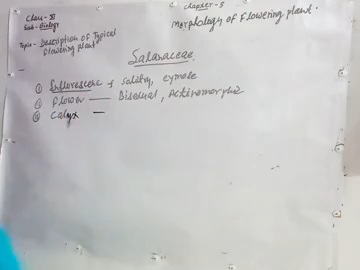 Chapter-5
Class - XI
Sub - Biology
Morphology of Flowering plant.
Topic - Description of Typical
Flowering plant
Solanaceae
① Inflorescence - Solitary, cymose
② Flower — Bisexual, Actinomorphic
③ Calyx —